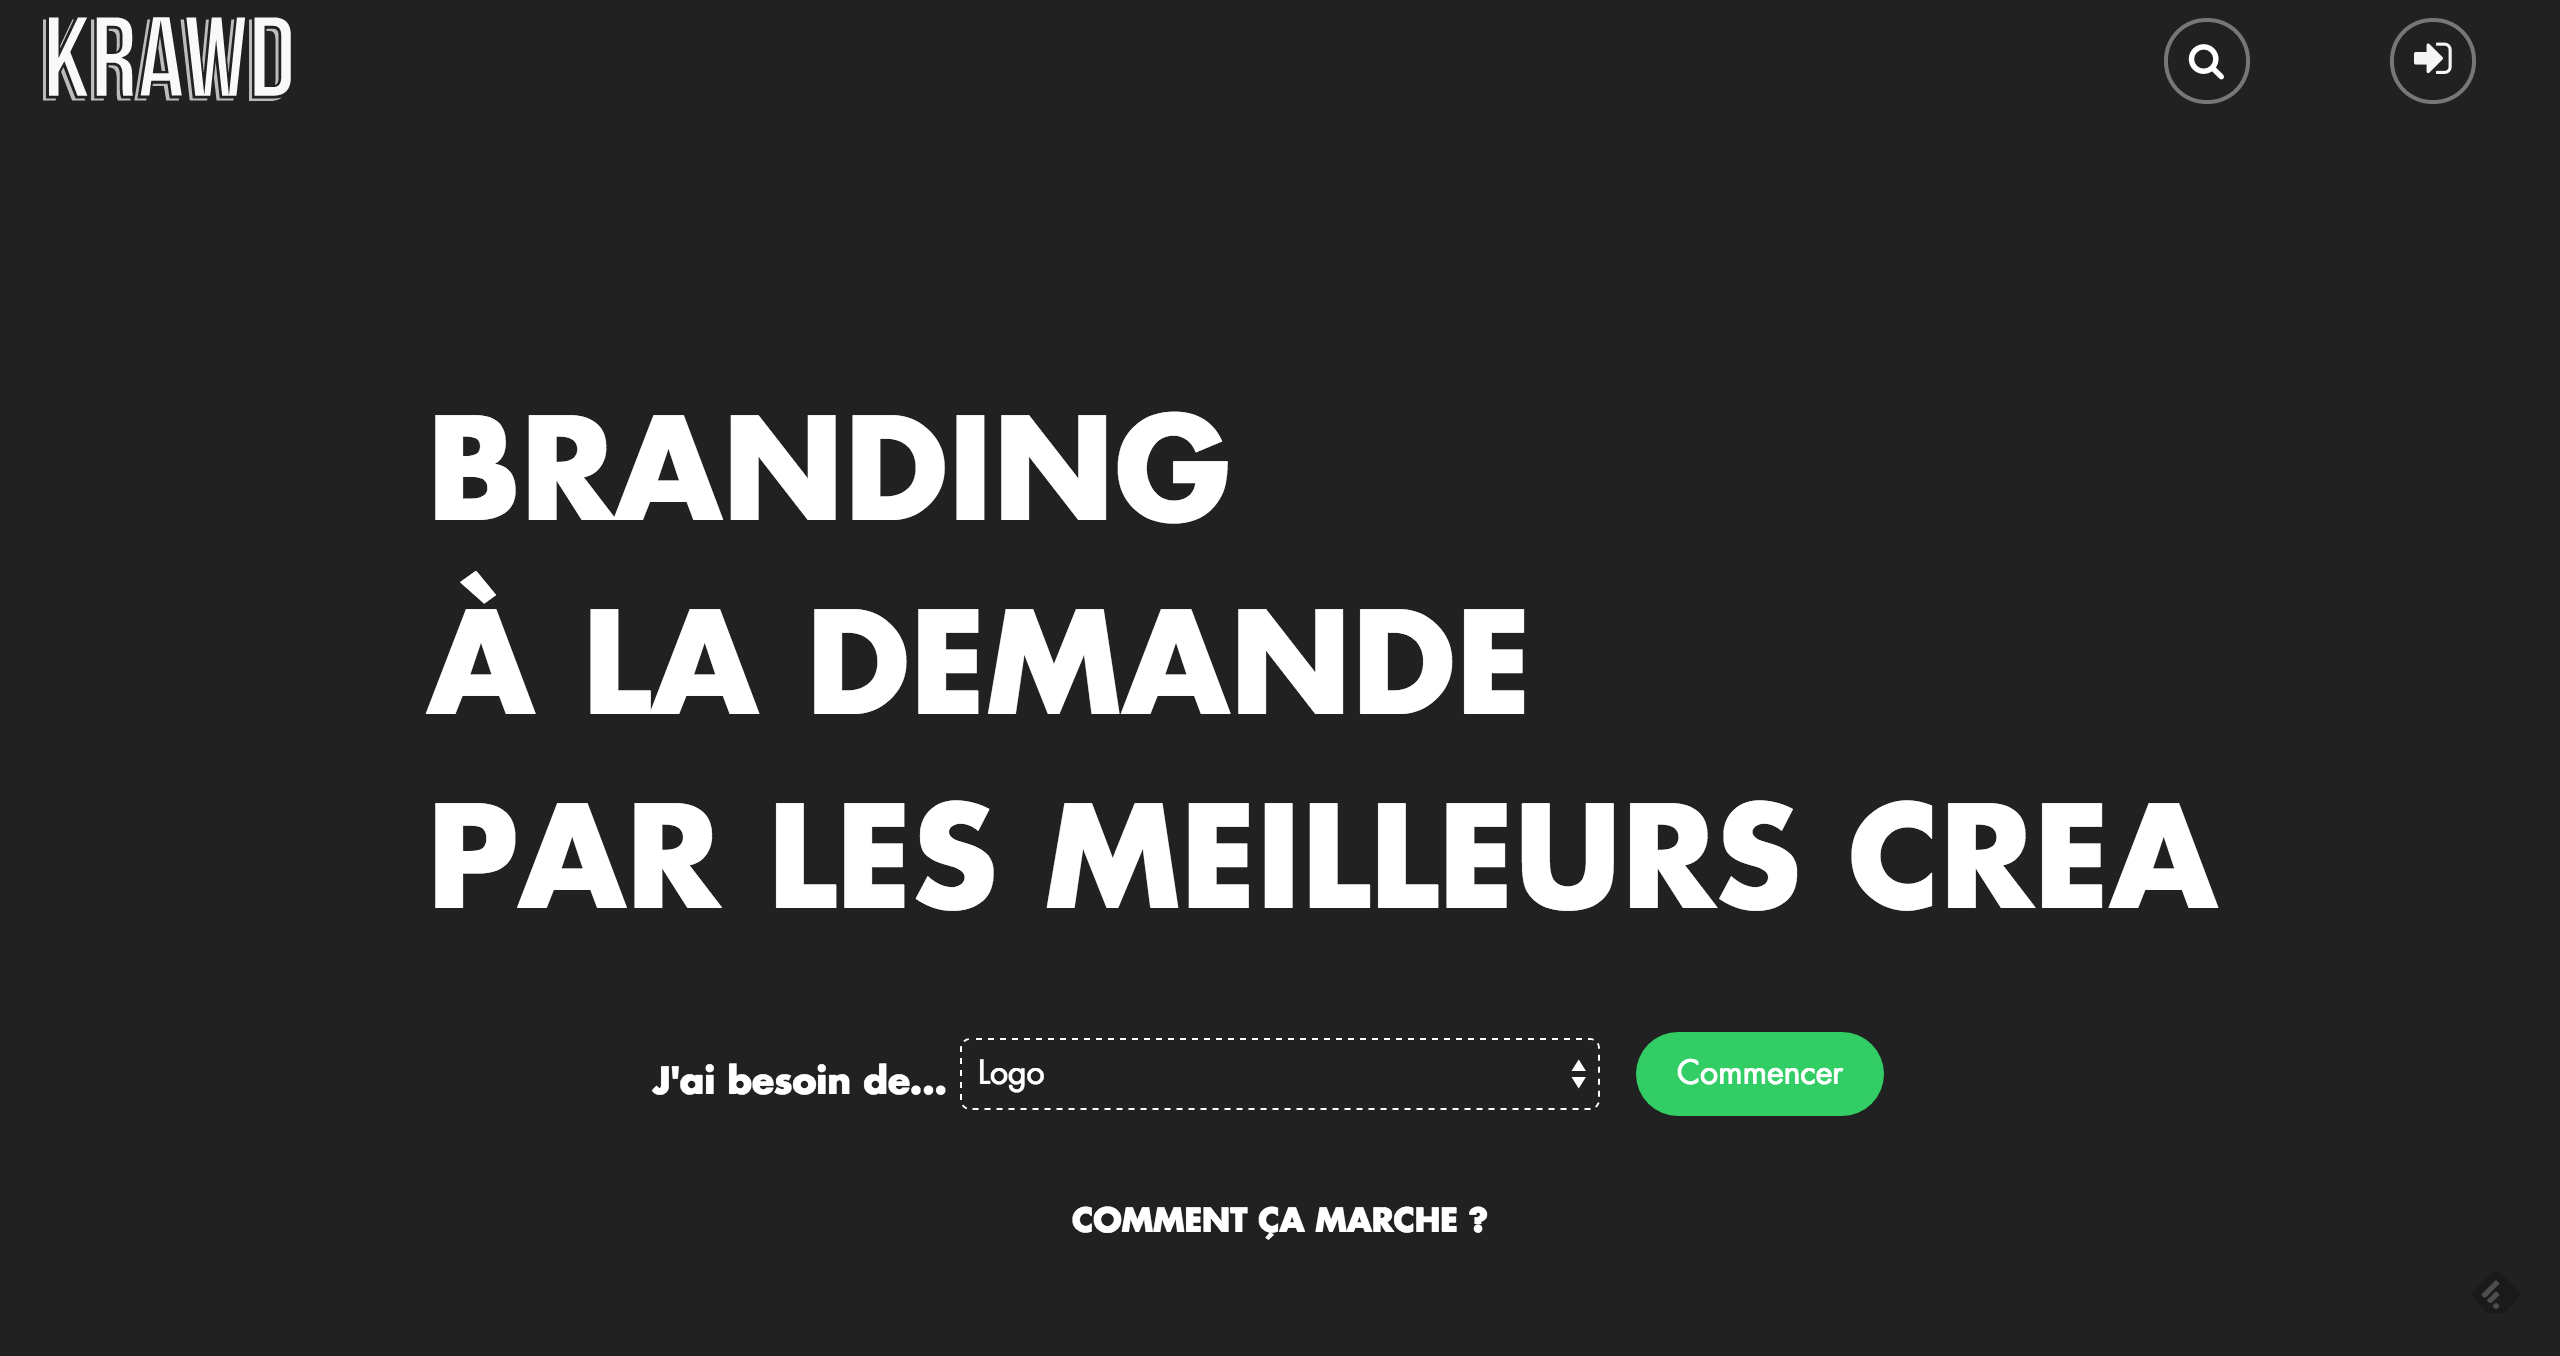 KRAWD
BRANDING
À LA DEMANDE
PAR LES MEILLEURS CREA
J'ai besoin de... Logo Commencer
COMMENT ÇA MARCHE ?